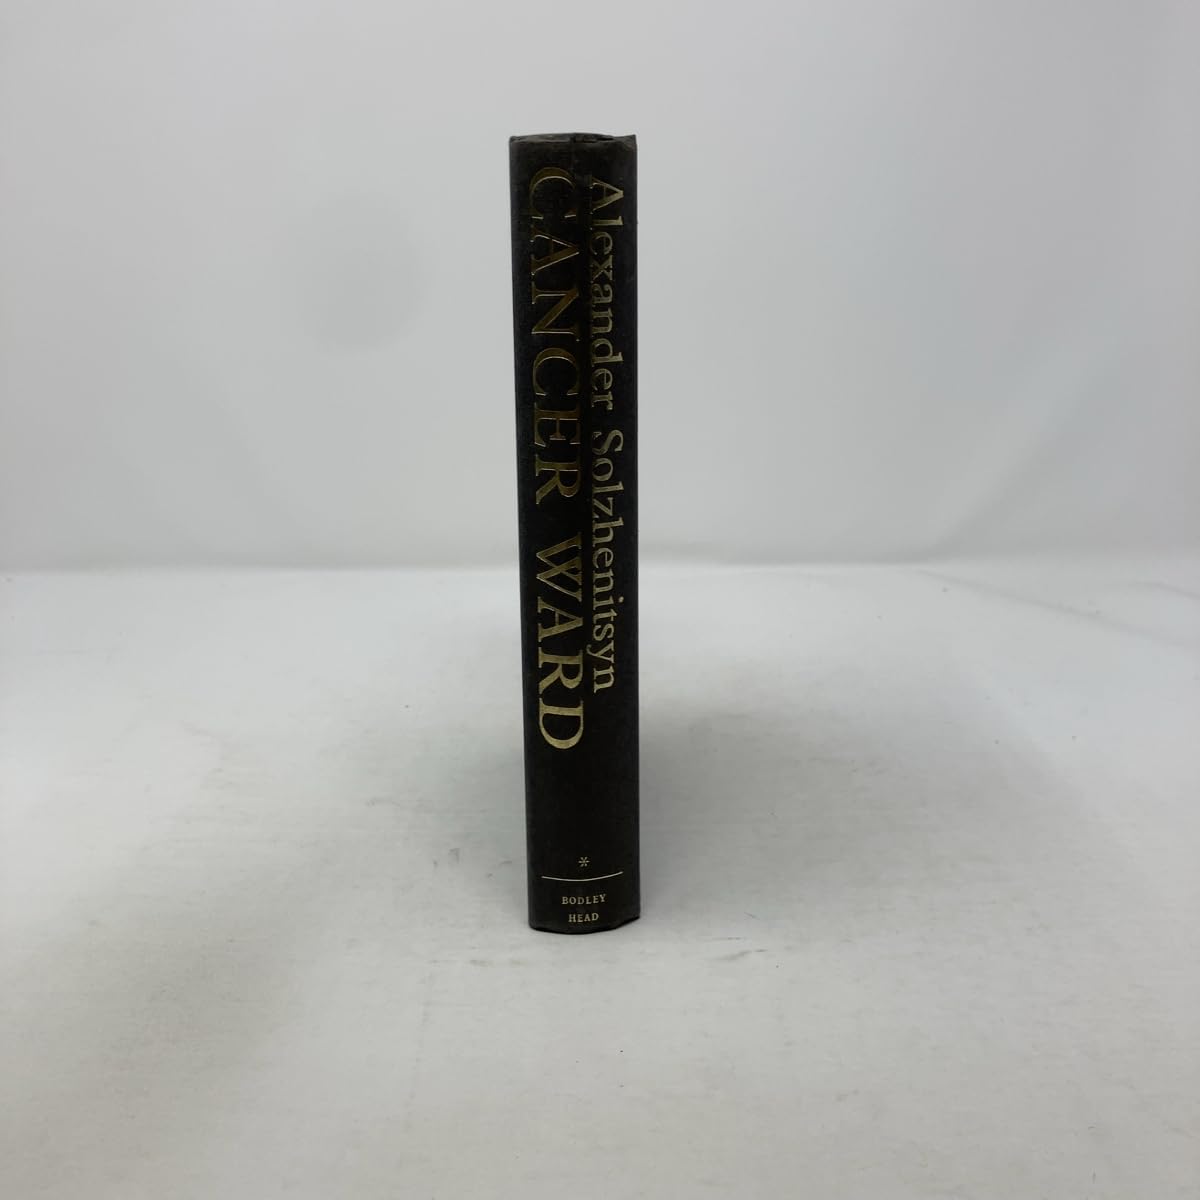 Alexander Solzhenitsyn
CANCER WARD
*
BODLEY
HEAD